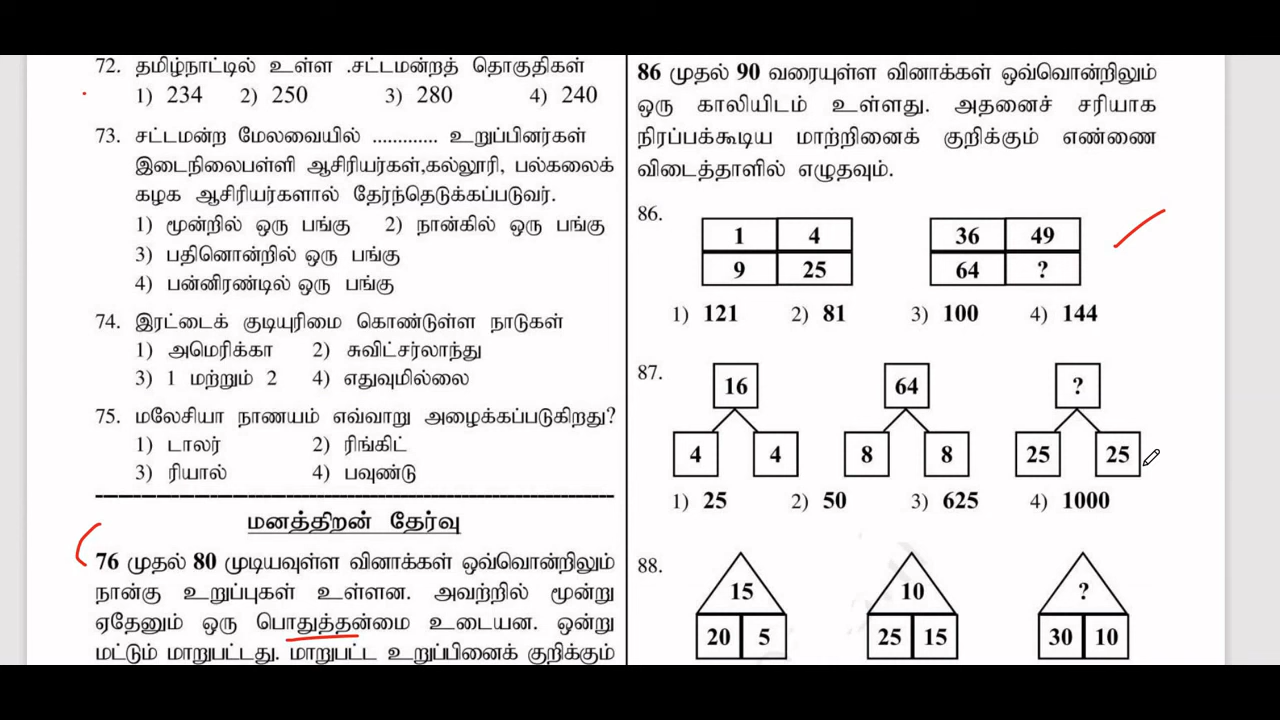 72. தமிழ்நாட்டில் உள்ள .சட்டமன்றத் தொகுதிகள்
1) 234 2) 250 3) 280 4) 240
73. சட்டமன்ற மேலவையில் ............. உறுப்பினர்கள்
இடைநிலைபள்ளி ஆசிரியர்கள்,கல்லூரி, பல்கலைக்
கழக ஆசிரியர்களால் தேர்ந்தெடுக்கப்படுவர்.
1) மூன்றில் ஒரு பங்கு 2) நான்கில் ஒரு பங்கு
3) பதினொன்றில் ஒரு பங்கு
4) பன்னிரண்டில் ஒரு பங்கு
74. இரட்டைக் குடியுரிமை கொண்டுள்ள நாடுகள்
1) அமெரிக்கா 2) சுவிட்சர்லாந்து
3) 1 மற்றும் 2 4) எதுவுமில்லை
75. மலேசியா நாணயம் எவ்வாறு அழைக்கப்படுகிறது?
1) டாலர் 2) ரிங்கிட்
3) ரியால் 4) பவுண்டு
மனத்திறன் தேர்வு
76 முதல் 80 முடியவுள்ள வினாக்கள் ஒவ்வொன்றிலும்
நான்கு உறுப்புகள் உள்ளன. அவற்றில் மூன்று
ஏதேனும் ஒரு பொதுத்தன்மை உடையன. ஒன்று
மட்டும் மாறுபட்டது. மாறுபட்ட உறுப்பினைக் குறிக்கும்
86 முதல் 90 வரையுள்ள வினாக்கள் ஒவ்வொன்றிலும்
ஒரு காலியிடம் உள்ளது. அதனைச் சரியாக
நிரப்பக்கூடிய மாற்றினைக் குறிக்கும் எண்ணை
விடைத்தாளில் எழுதவும்.
86.
1 4 36 49
9 25 64 ?
1) 121 2) 81 3) 100 4) 144
87.
16 64 ?
4 4 8 8 25 25
1) 25 2) 50 3) 625 4) 1000
88.
15 10 ?
20 5 25 15 30 10